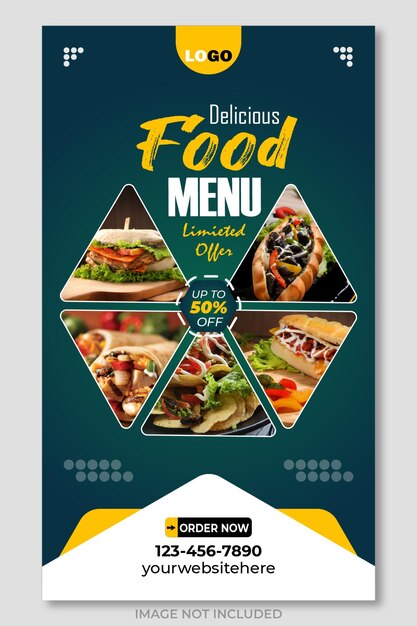 LOGO
Delicious
Food
MENU
Limieted
Offer
UP TO
50%
OFF
ORDER NOW
123-456-7890
yourwebsitehere
IMAGE NOT INCLUDED